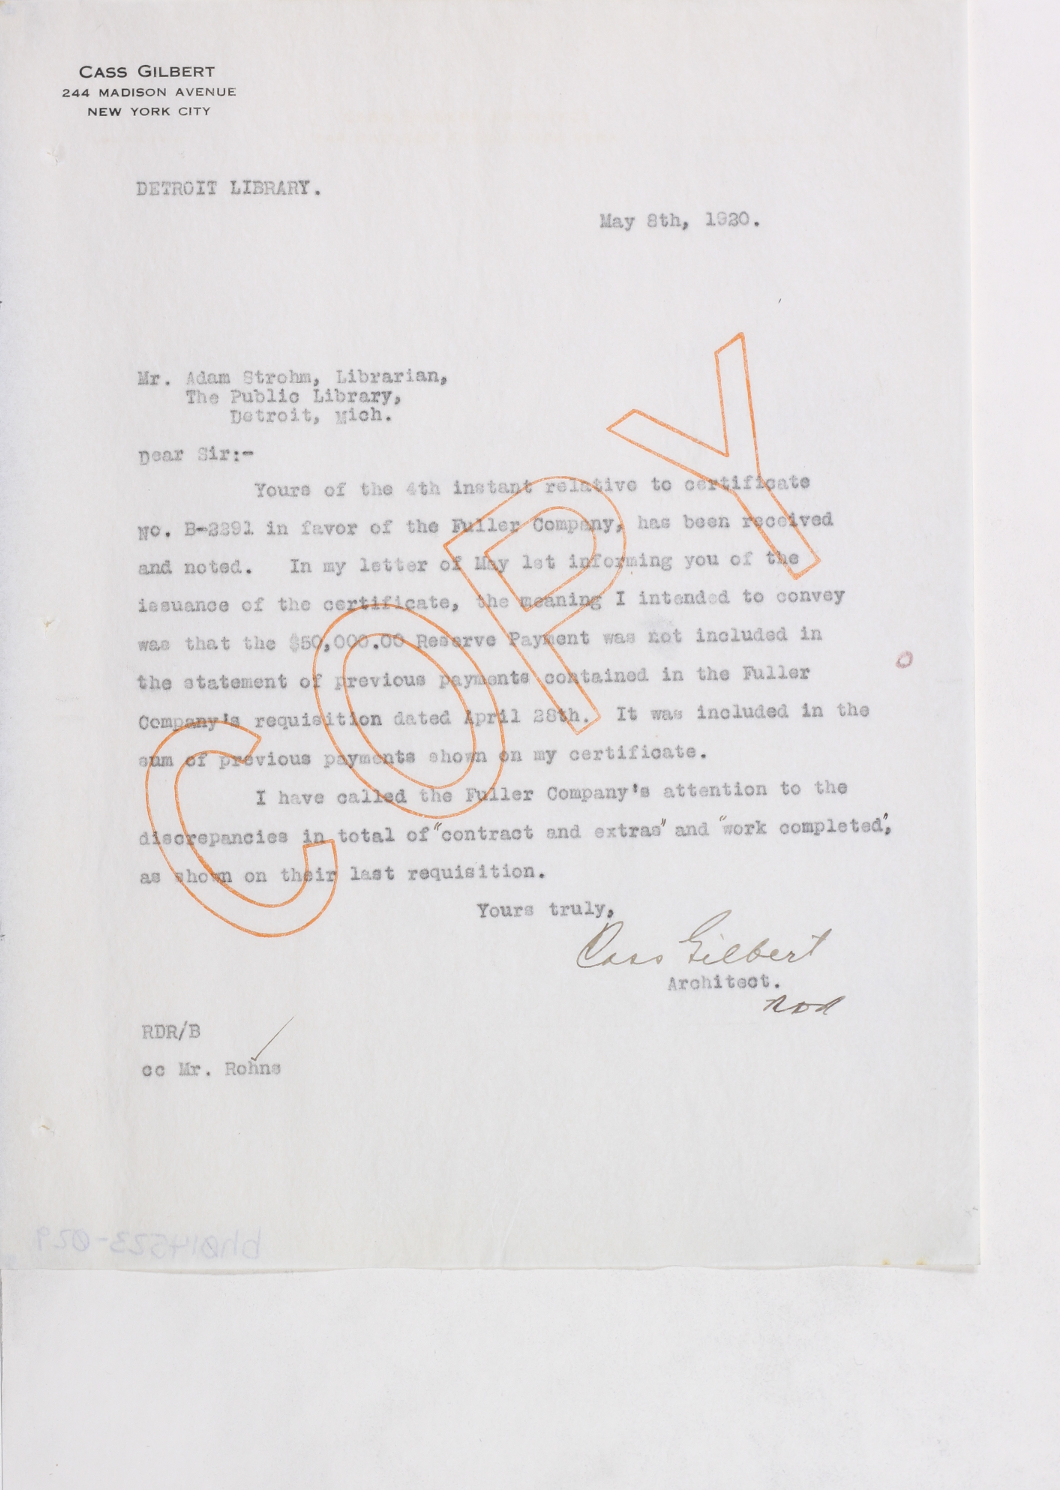 CASS GILBERT
244 MADISON AVENUE
NEW YORK CITY
DETROIT LIBRARY.
May 8th, 1920.
Mr. Adam Strohm, Librarian,
The Public Library,
Detroit, Mich.
Dear Sir:-
Yours of the 4th instant relative to certificate
No. B-2291 in favor of the Fuller Company, has been received
and noted. In my letter of May 1st informing you of the
issuance of the certificate, the meaning I intended to convey
was that the $50,000.00 Reserve Payment was not included in
the statement of previous payments contained in the Fuller
Company's requisition dated April 28th. It was included in the
sum of previous payments shown on my certificate.
I have called the Fuller Company's attention to the
discrepancies in total of "contract and extras" and "work completed",
as shown on their last requisition.
Yours truly,
Cass Gilbert
Architect.
RDR/B
cc Mr. Rohns
COPY
bh014523-029